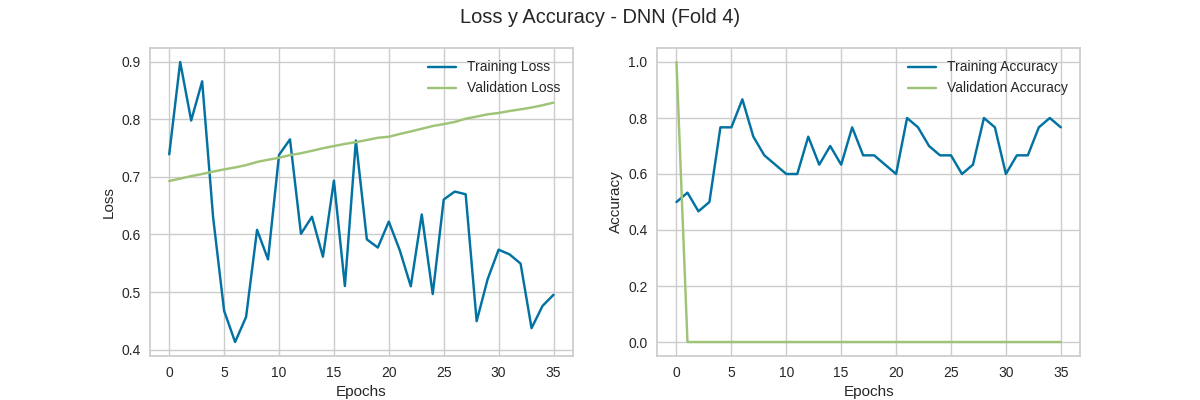 Loss y Accuracy - DNN (Fold 4)
Training Loss
Validation Loss
0.9
0.8
0.7
0.6
0.5
0.4
Loss
0 5 10 15 20 25 30 35
Epochs
Training Accuracy
Validation Accuracy
1.0
0.8
0.6
0.4
0.2
0.0
Accuracy
0 5 10 15 20 25 30 35
Epochs